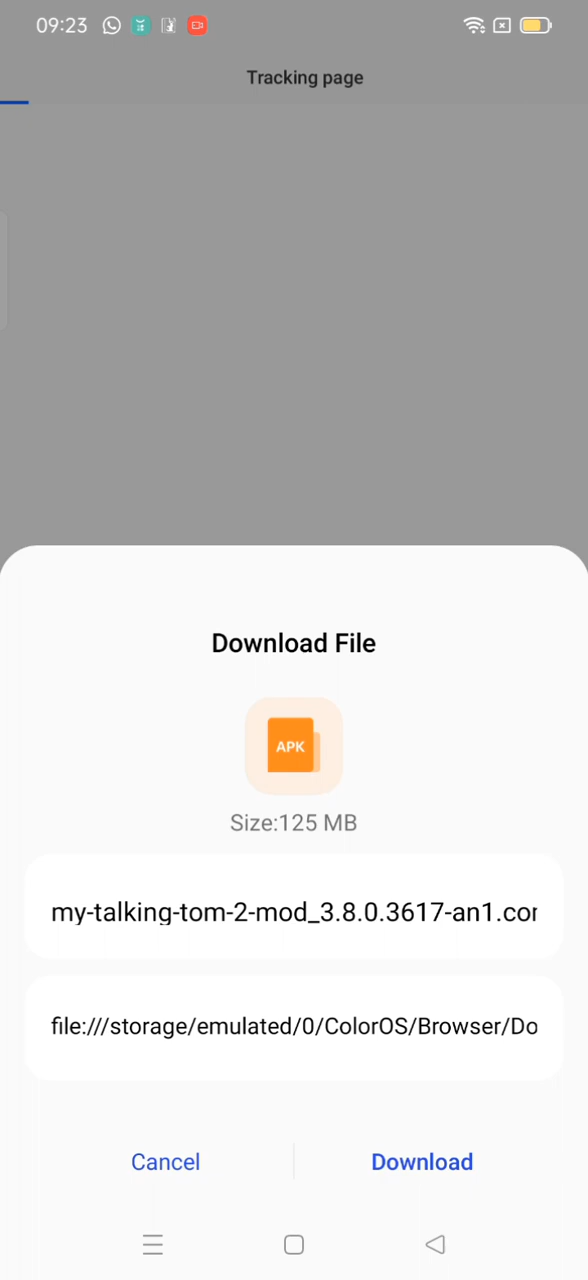 09:23
Tracking page
Download File
APK
Size:125 MB
my-talking-tom-2-mod_3.8.0.3617-an1.con
file:///storage/emulated/0/ColorOS/Browser/Do
Cancel
Download